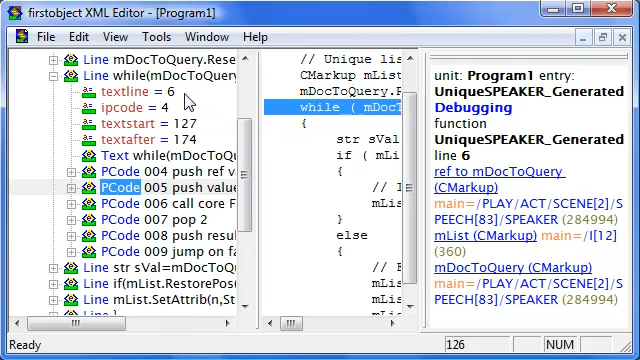 firstobject XML Editor - [Program1]
File Edit View Tools Window Help
Line mDocToQuery.Rese
Line while(mDocToQuery
textline = 6
ipcode = 4
textstart = 127
textafter = 174
Text while(mDocToQu
PCode 004 push ref va
PCode 005 push value
PCode 006 call core F
PCode 007 pop 2
PCode 008 push resul
PCode 009 jump on fa
Line str sVal=mDocToQue
Line if(mList.RestorePos(
Line mList.SetAttrib(n,Str
Line }
// Unique lis
CMarkup mList
mDocToQuery.R
while ( mDocT
{
str sVal
if ( mLi
{
// I
mLis
}
else
{
// E
mLis
unit: Program1 entry:
UniqueSPEAKER_Generated
Debugging
function
UniqueSPEAKER_Generated
line 6
ref to mDocToQuery
(CMarkup)
main=/PLAY/ACT/SCENE[2]/S
PEECH[83]/SPEAKER (284994)
mList (CMarkup) main=/I[12]
(360)
mDocToQuery (CMarkup)
main=/PLAY/ACT/SCENE[2]/S
PEECH[83]/SPEAKER (284994)
Ready 126 NUM